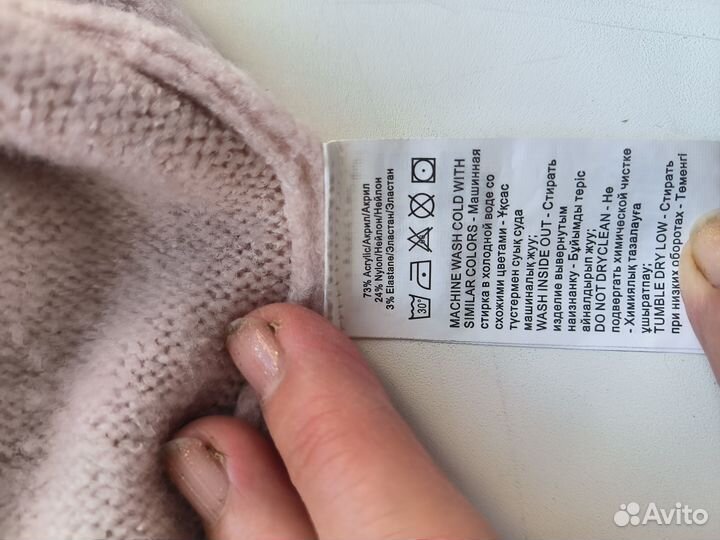 73% Acrylic/Акрил/Акрил
24% Nylon/Нейлон/Нейлон
3% Elastane/Эластан/Эластан
30°
MACHINE WASH COLD WITH
SIMILAR COLORS - Машинная
стирка в холодной воде со
схожими цветами - Ұқсас
түстермен суық суда
машиналық жуу;
WASH INSIDE OUT - Стирать
изделие вывернутым
наизнанку - Бұйымды теріс
айналдырып жуу;
DO NOT DRYCLEAN - Не
подвергать химической чистке
- Химиялық тазалауға
ұшыратпау;
TUMBLE DRY LOW - Стирать
при низких оборотах - Төменгі
Avito